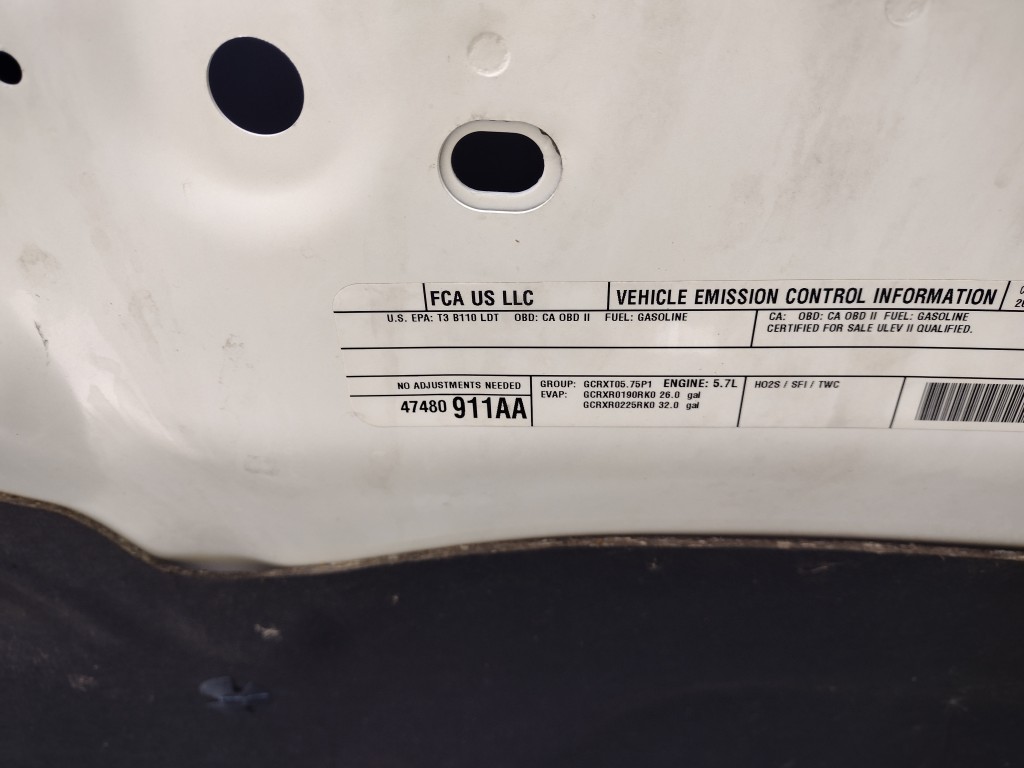 FCA US LLC
VEHICLE EMISSION CONTROL INFORMATION
U.S. EPA: T3 B110 LDT OBD: CA OBD II FUEL: GASOLINE
CA: OBD: CA OBD II FUEL: GASOLINE
CERTIFIED FOR SALE ULEV II QUALIFIED.
NO ADJUSTMENTS NEEDED
47480 911AA
GROUP: GCRXT05.75P1 ENGINE: 5.7L
EVAP: GCRXR0190RK0 26.0 gal
GCRXR0225RK0 32.0 gal
HO2S / SFI / TWC